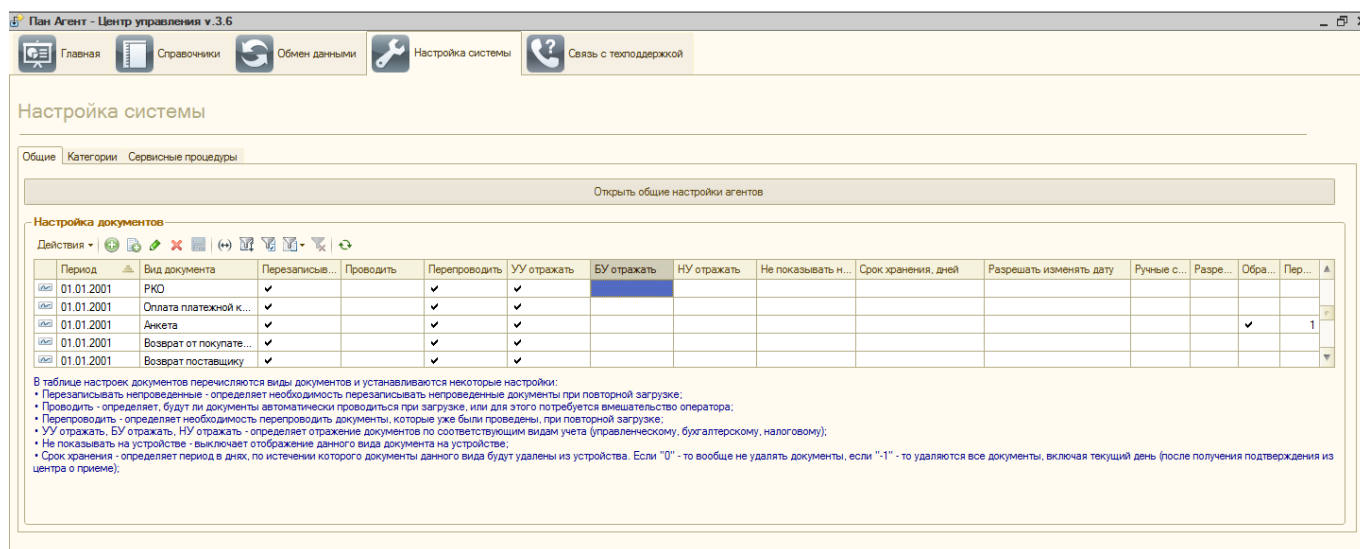 Пан Агент - Центр управления v.3.6
Главная Справочники Обмен данными Настройка системы Связь с техподдержкой
Настройка системы
Общие Категории Сервисные процедуры
Открыть общие настройки агентов
Настройка документов
Действия
Период Вид документа Перезаписыв... Проводить Перепроводить УУ отражать БУ отражать НУ отражать Не показывать н... Срок хранения, дней Разрешать изменять дату Ручные с... Разре... Обра... Пер...
01.01.2001 РКО
01.01.2001 Оплата платежной к...
01.01.2001 Анкета 1
01.01.2001 Возврат от покупате...
01.01.2001 Возврат поставщику
В таблице настроек документов перечисляются виды документов и устанавливаются некоторые настройки:
• Перезаписывать непроведенные - определяет необходимость перезаписывать непроведенные документы при повторной загрузке;
• Проводить - определяет, будут ли документы автоматически проводиться при загрузке, или для этого потребуется вмешательство оператора;
• Перепроводить - определяет необходимость перепроводить документы, которые уже были проведены, при повторной загрузке;
• УУ отражать, БУ отражать, НУ отражать - определяет отражение документов по соответствующим видам учета (управленческому, бухгалтерскому, налоговому);
• Не показывать на устройстве - выключает отображение данного вида документа на устройстве;
• Срок хранения - определяет период в днях, по истечении которого документы данного вида будут удалены из устройства. Если "0" - то вообще не удалять документы, если "-1" - то удаляются все документы, включая текущий день (после получения подтверждения из
центра о приеме);